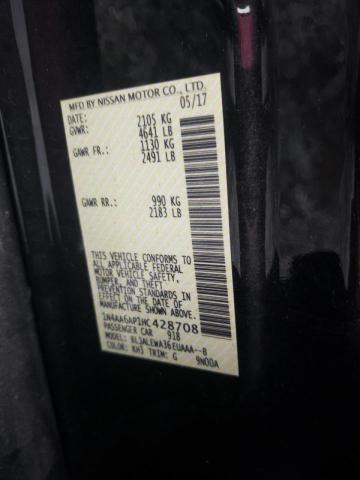 MFD BY NISSAN MOTOR CO., LTD.
DATE: 05/17
GVWR: 2105 KG
4641 LB
GAWR FR.: 1130 KG
2491 LB
GAWR RR.: 990 KG
2183 LB
THIS VEHICLE CONFORMS TO
ALL APPLICABLE FEDERAL
MOTOR VEHICLE SAFETY,
BUMPER, AND THEFT
PREVENTION STANDARDS
IN EFFECT ON THE DATE OF
MANUFACTURE SHOWN ABOVE.
1N4AA6AP1HC428708
PASSENGER CAR 918
MODEL: BLJALEWA36EUAAA--B
COLOR: KH3 TRIM: G 9N00A